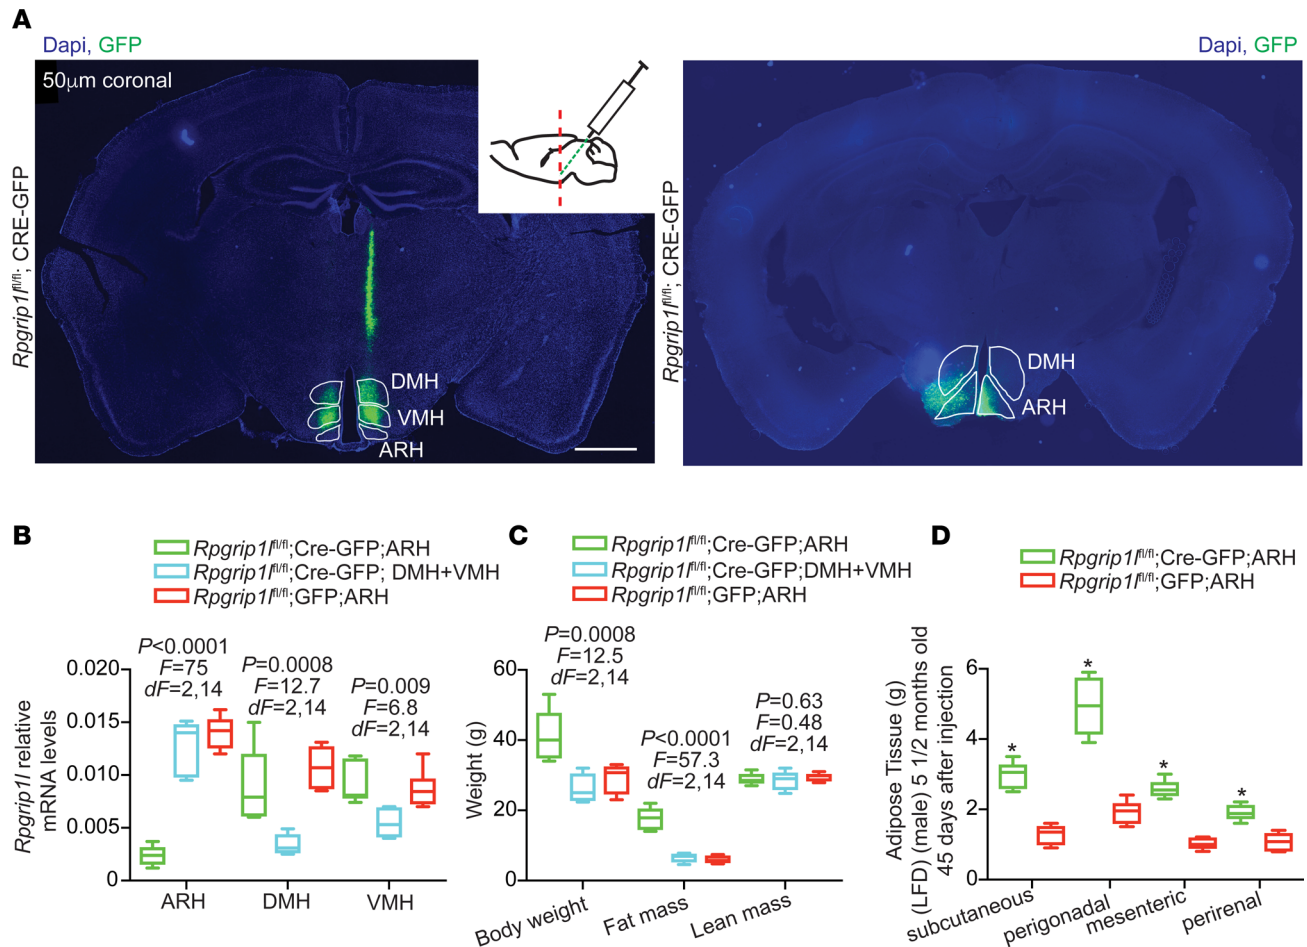 A
Dapi, GFP
50µm coronal
Rpgrip1l fl/fl; CRE-GFP
DMH
VMH
ARH
Dapi, GFP
Rpgrip1l fl/fl; CRE-GFP
DMH
ARH
B
Rpgrip1l fl/fl;Cre-GFP;ARH
Rpgrip1l fl/fl;Cre-GFP; DMH+VMH
Rpgrip1l fl/fl;GFP;ARH
P<0.0001
F=75
dF=2,14
P=0.0008
F=12.7
dF=2,14
P=0.009
F=6.8
dF=2,14
Rpgrip1l relative
mRNA levels
0.020
0.015
0.010
0.005
0
ARH
DMH
VMH
C
Rpgrip1l fl/fl;Cre-GFP;ARH
Rpgrip1l fl/fl;Cre-GFP;DMH+VMH
Rpgrip1l fl/fl;GFP;ARH
P=0.0008
F=12.5
dF=2,14
P<0.0001
F=57.3
dF=2,14
P=0.63
F=0.48
dF=2,14
Weight (g)
60
40
20
0
Body weight
Fat mass
Lean mass
D
Rpgrip1l fl/fl;Cre-GFP;ARH
Rpgrip1l fl/fl;GFP;ARH
Adipose Tissue (g)
(LFD) (male) 5 1/2 months old
45 days after injection
6
4
2
0
*
*
*
*
subcutaneous
perigonadal
mesenteric
perirenal